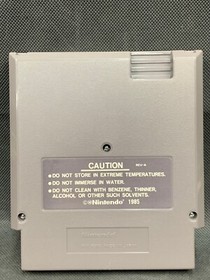 CAUTION
•DO NOT STORE IN EXTREME TEMPERATURES.
•DO NOT IMMERSE IN WATER.
•DO NOT CLEAN WITH BENZENE, THINNER,
ALCOHOL OR OTHER SUCH SOLVENTS.
©®Nintendo® 1985